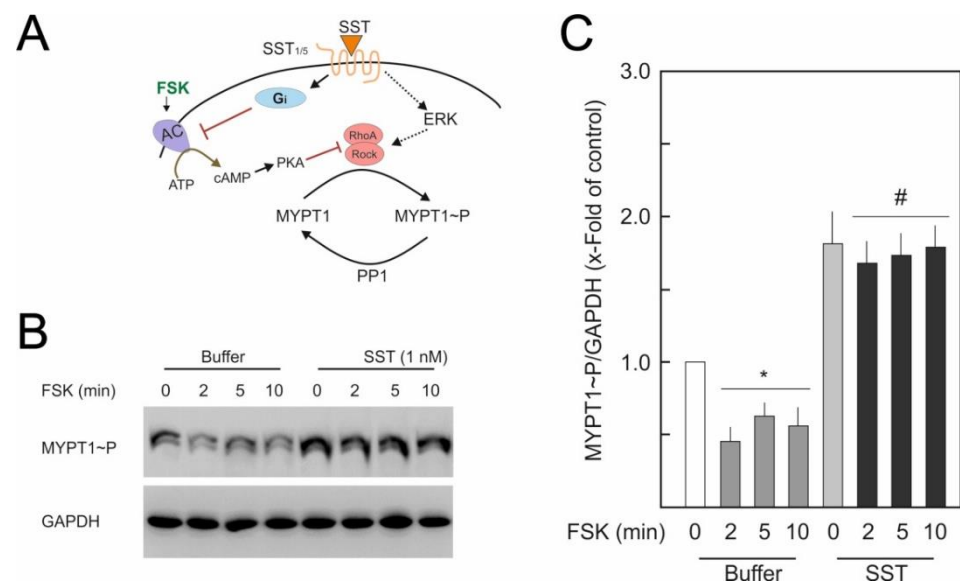 A
SST
SST1/5
FSK
Gi
AC
ERK
RhoA
Rock
ATP
cAMP
PKA
MYPT1
MYPT1~P
PP1
B
Buffer
SST (1 nM)
FSK (min)
0 2 5 10 0 2 5 10
MYPT1~P
GAPDH
C
MYPT1~P/GAPDH (x-Fold of control)
3.0
2.0
1.0
*
#
FSK (min) 0 2 5 10 0 2 5 10
Buffer SST